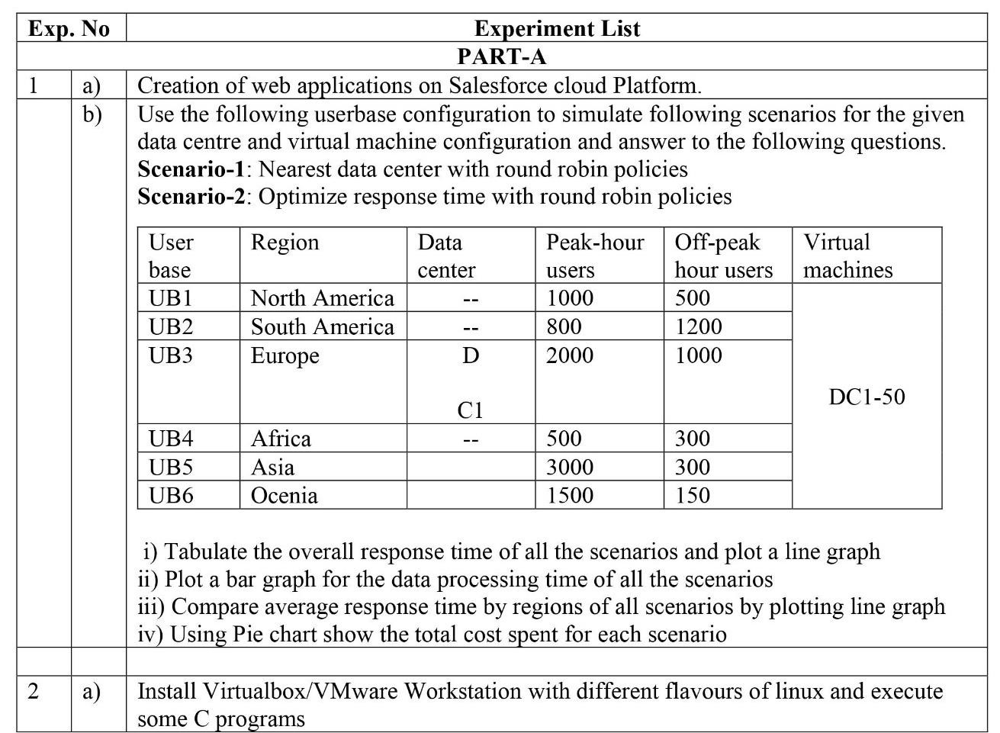 Exp. No Experiment List
PART-A
1 a) Creation of web applications on Salesforce cloud Platform.
b) Use the following userbase configuration to simulate following scenarios for the given
data centre and virtual machine configuration and answer to the following questions.
Scenario-1: Nearest data center with round robin policies
Scenario-2: Optimize response time with round robin policies
User base Region Data center Peak-hour users Off-peak hour users Virtual machines
UB1 North America -- 1000 500
UB2 South America -- 800 1200
UB3 Europe D C1 2000 1000
DC1-50
UB4 Africa -- 500 300
UB5 Asia 3000 300
UB6 Ocenia 1500 150
i) Tabulate the overall response time of all the scenarios and plot a line graph
ii) Plot a bar graph for the data processing time of all the scenarios
iii) Compare average response time by regions of all scenarios by plotting line graph
iv) Using Pie chart show the total cost spent for each scenario
2 a) Install Virtualbox/VMware Workstation with different flavours of linux and execute
some C programs